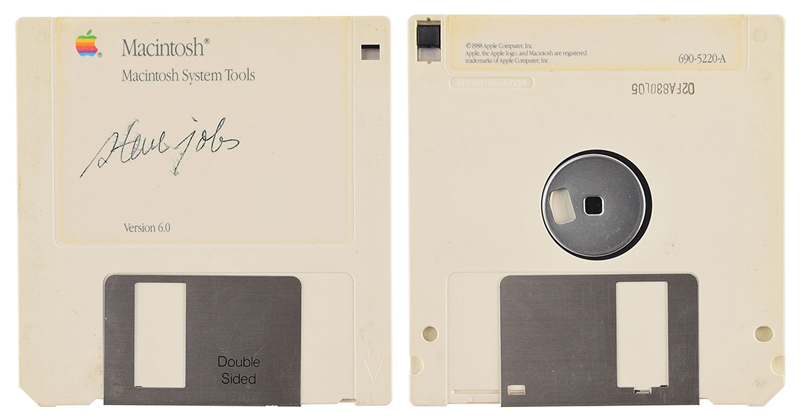 Macintosh®
Macintosh System Tools
steve jobs
Version 6.0
Double
Sided
©1988 Apple Computer, Inc.
Apple, the Apple logo, and Macintosh are registered
trademarks of Apple Computer, Inc.
690-5220-A
02FA880L05